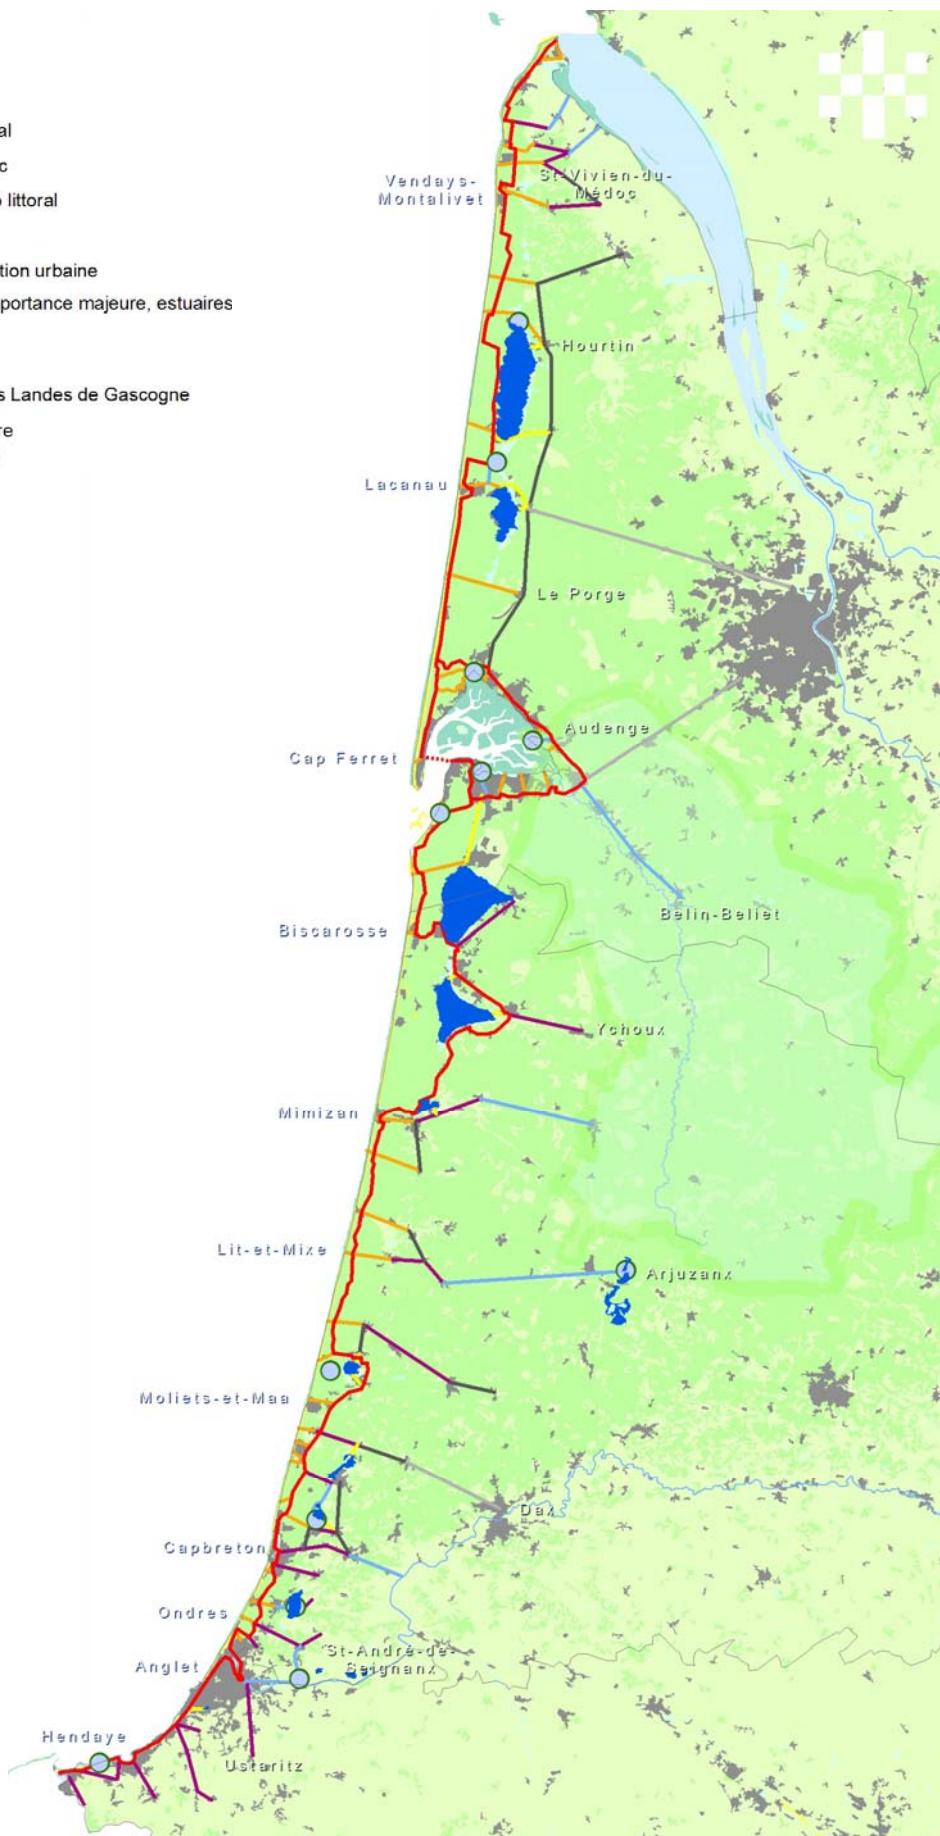 al
c
o littoral
tion urbaine
portance majeure, estuaires
s Landes de Gascogne
re
Vendays-
Montalivet
St-Vivien-du-
Médoc
Hourtin
Lacanau
Le Porge
Audenge
Cap Ferret
Belin-Beliet
Biscarosse
Ychoux
Mimizan
Lit-et-Mixe
Arjuzanx
Moliets-et-Maa
Dax
Capbreton
Ondres
St-André-de-
Seignanx
Anglet
Hendaye
Ustaritz